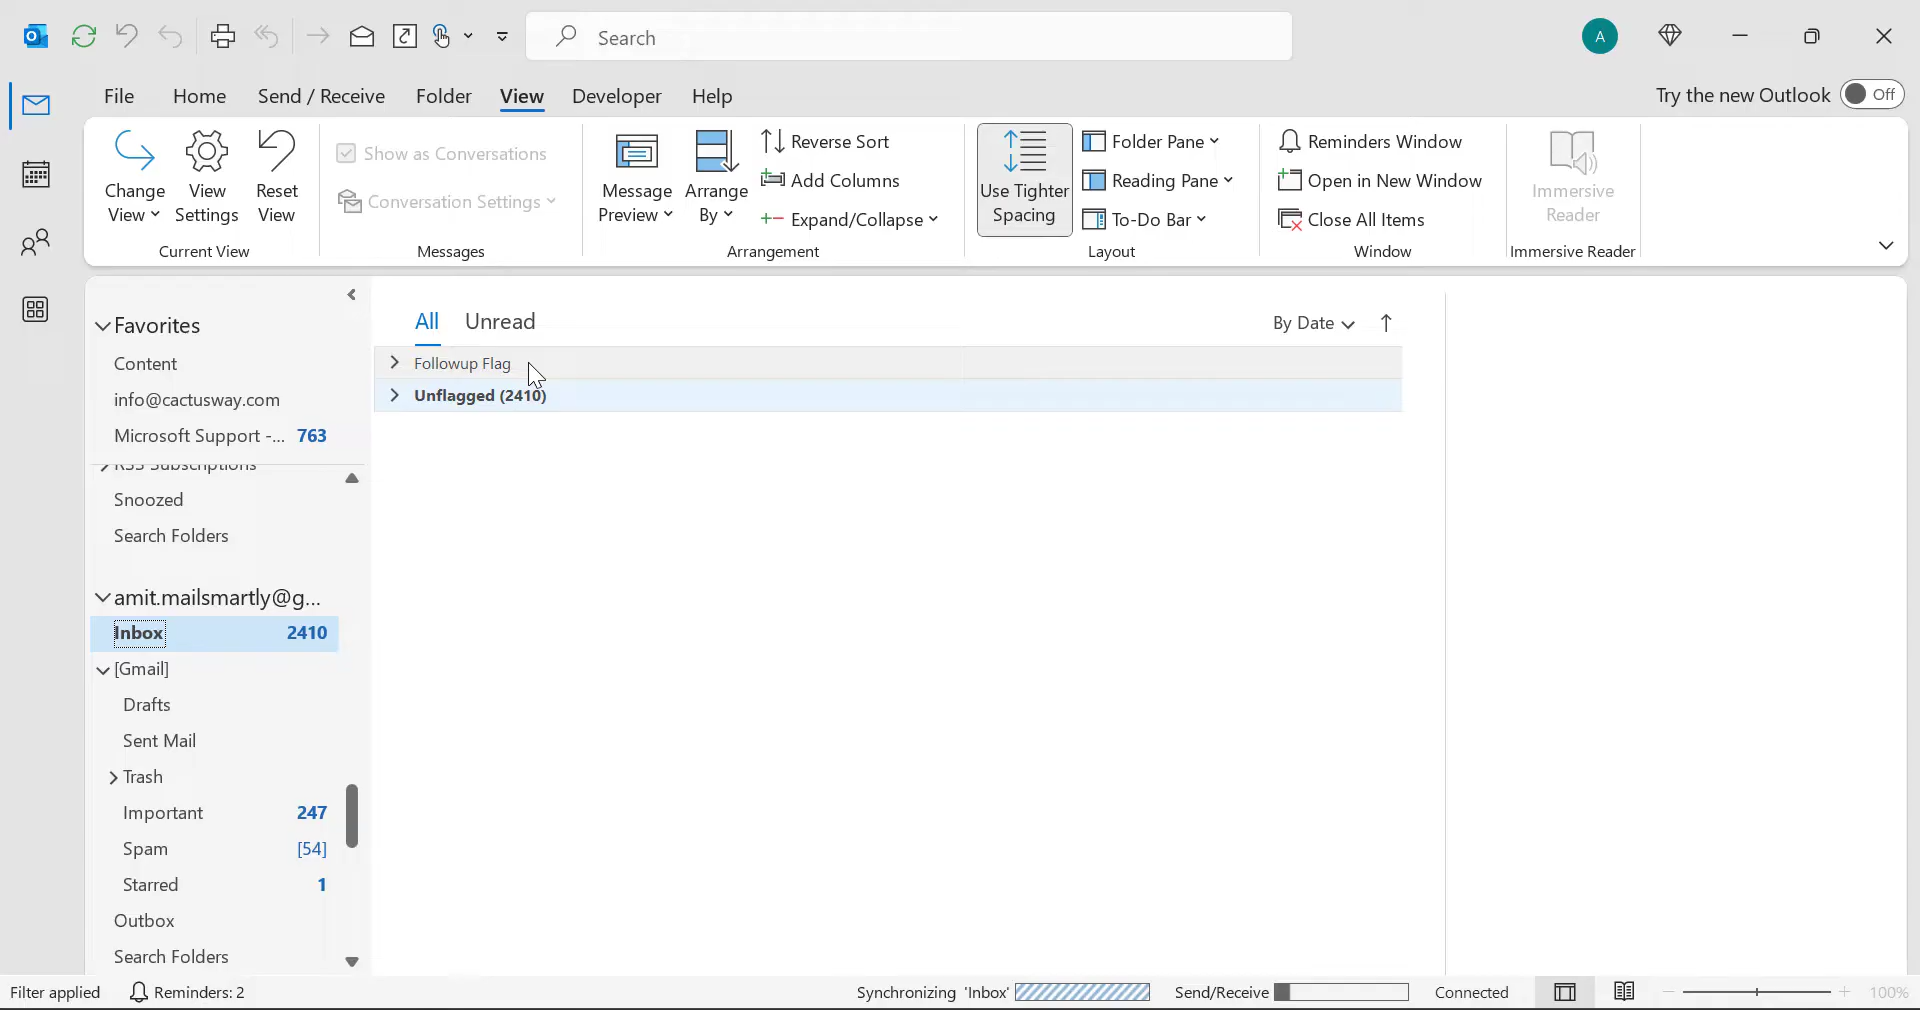 Search
A
File Home Send / Receive Folder View Developer Help
Try the new Outlook Off
Change View
View Settings
Reset View
Current View
Show as Conversations
Conversation Settings
Messages
Message Preview
Arrange By
Reverse Sort
Add Columns
Expand/Collapse
Arrangement
Use Tighter Spacing
Folder Pane
Reading Pane
To-Do Bar
Layout
Reminders Window
Open in New Window
Close All Items
Window
Immersive Reader
Immersive Reader
Favorites
Content
info@cactusway.com
Microsoft Support -... 763
RSS Subscriptions
Snoozed
Search Folders
amit.mailsmartly@g...
Inbox 2410
[Gmail]
Drafts
Sent Mail
Trash
Important 247
Spam [54]
Starred 1
Outbox
Search Folders
All Unread
By Date
Followup Flag
Unflagged (2410)
Filter applied Reminders: 2 Synchronizing 'Inbox' Send/Receive Connected 100%